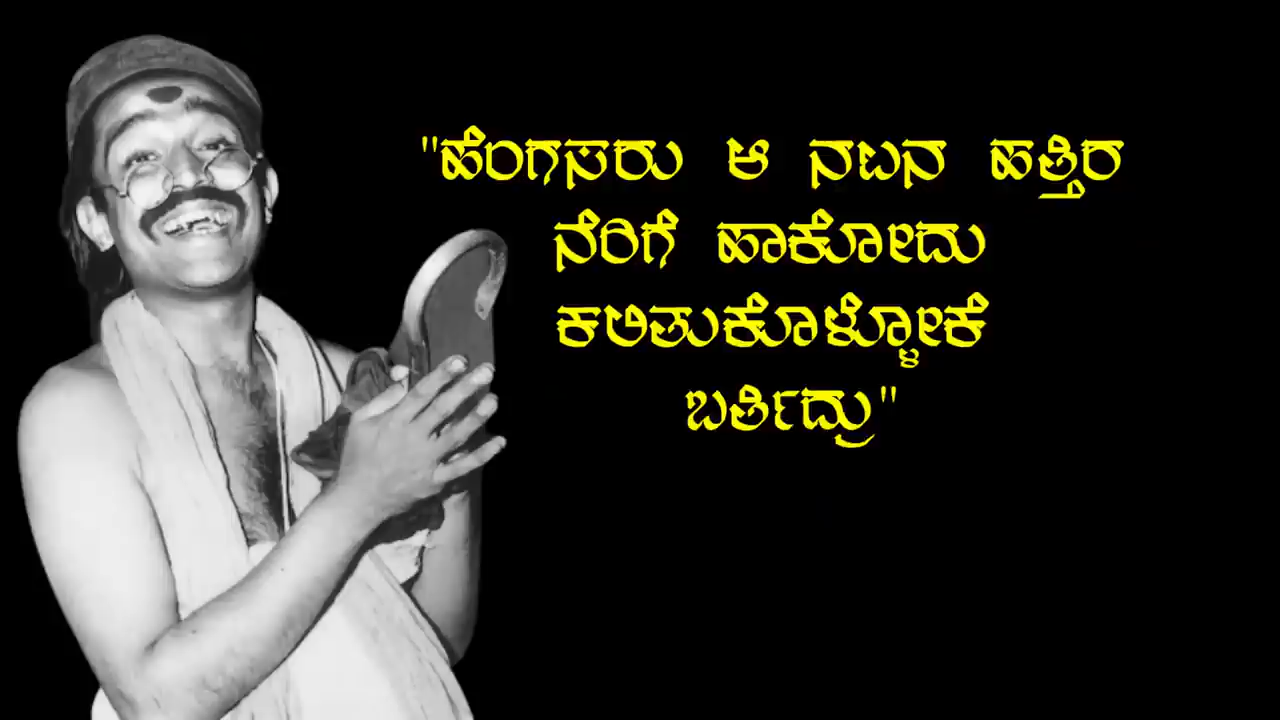 "ಹೆಂಗಸರು ಆ ನಟನ ಹತ್ತಿರ
ನೆರಿಗೆ ಹಾಕೋದು
ಕಲಿತುಕೊಳ್ಳೋಕೆ
ಬರ್ತಿದ್ರು"